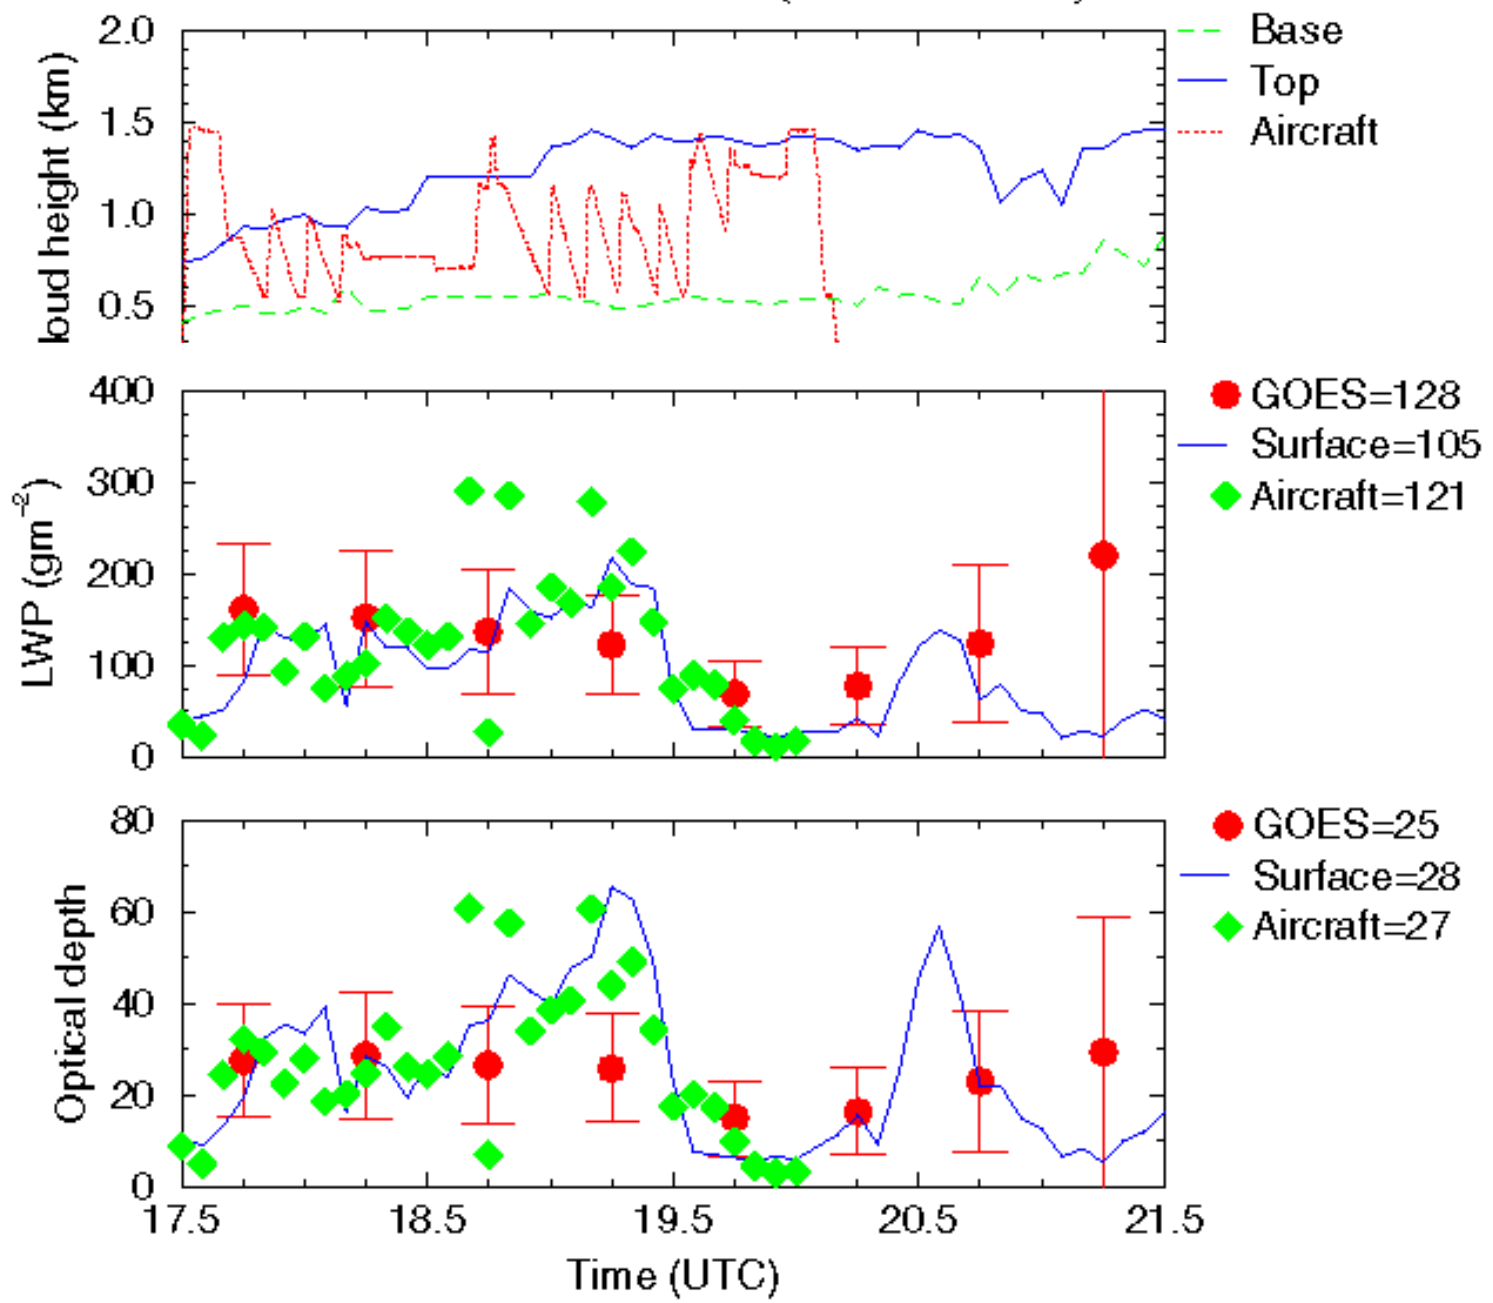 2.0
1.5
1.0
0.5
loud height (km)
Base
Top
Aircraft
400
300
200
100
0
LWP (gm⁻²)
GOES=128
Surface=105
Aircraft=121
80
60
40
20
0
Optical depth
GOES=25
Surface=28
Aircraft=27
17.5 18.5 19.5 20.5 21.5
Time (UTC)